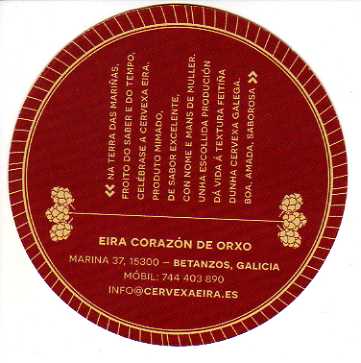 « NA TERRA DAS MARIÑAS,
FROITO DO SABER E DO TEMPO,
CELÉBRASE A CERVEXA EIRA.
PRODUTO MIMADO,
DE SABOR EXCELENTE,
CON NOME E MANS DE MULLER.
UNHA ESCOLLIDA PRODUCIÓN
DÁ VIDA Á TEXTURA FEITIÑA
DUNHA CERVEXA GALEGA.
BOA, AMADA, SABOROSA »
EIRA CORAZÓN DE ORXO
MARINA 37, 15300 – BETANZOS, GALICIA
MÓBIL: 744 403 890
INFO@CERVEXAEIRA.ES